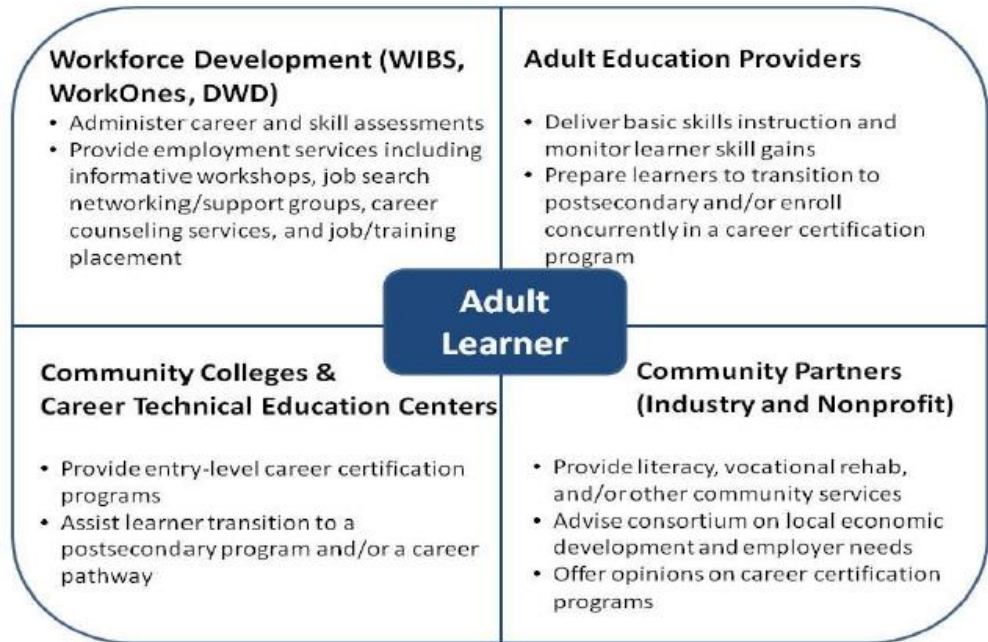 Workforce Development (WIBS,
WorkOnes, DWD)
• Administer career and skill assessments
• Provide employment services including
informative workshops, job search
networking/support groups, career
counseling services, and job/training
placement
Adult Education Providers
• Deliver basic skills instruction and
monitor learner skill gains
• Prepare learners to transition to
postsecondary and/or enroll
concurrently in a career certification
program
Adult
Learner
Community Colleges &
Career Technical Education Centers
• Provide entry-level career certification
programs
• Assist learner transition to a
postsecondary program and/or a career
pathway
Community Partners
(Industry and Nonprofit)
• Provide literacy, vocational rehab,
and/or other community services
• Advise consortium on local economic
development and employer needs
• Offer opinions on career certification
programs